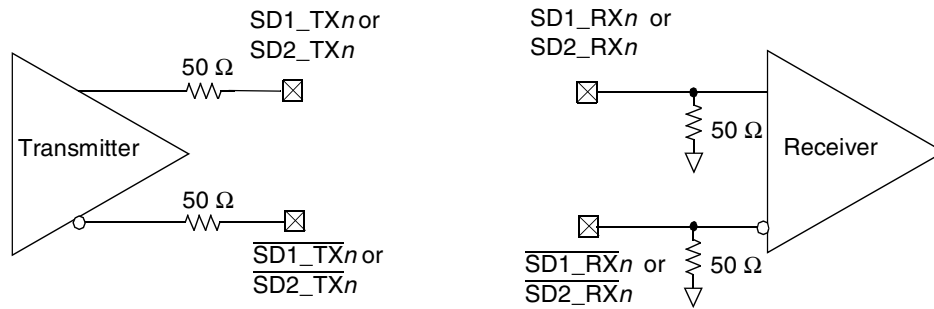 SD1_TXn or
SD2_TXn
50 Ω
Transmitter
50 Ω
SD1_TXn or
SD2_TXn
SD1_RXn or
SD2_RXn
50 Ω
Receiver
50 Ω
SD1_RXn or
SD2_RXn